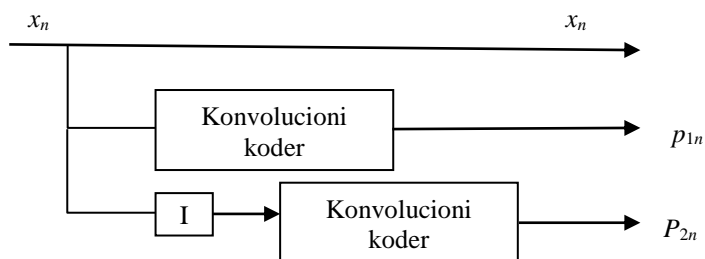 xn xn
Konvolucioni
koder
p1n
I
Konvolucioni
koder
P2n